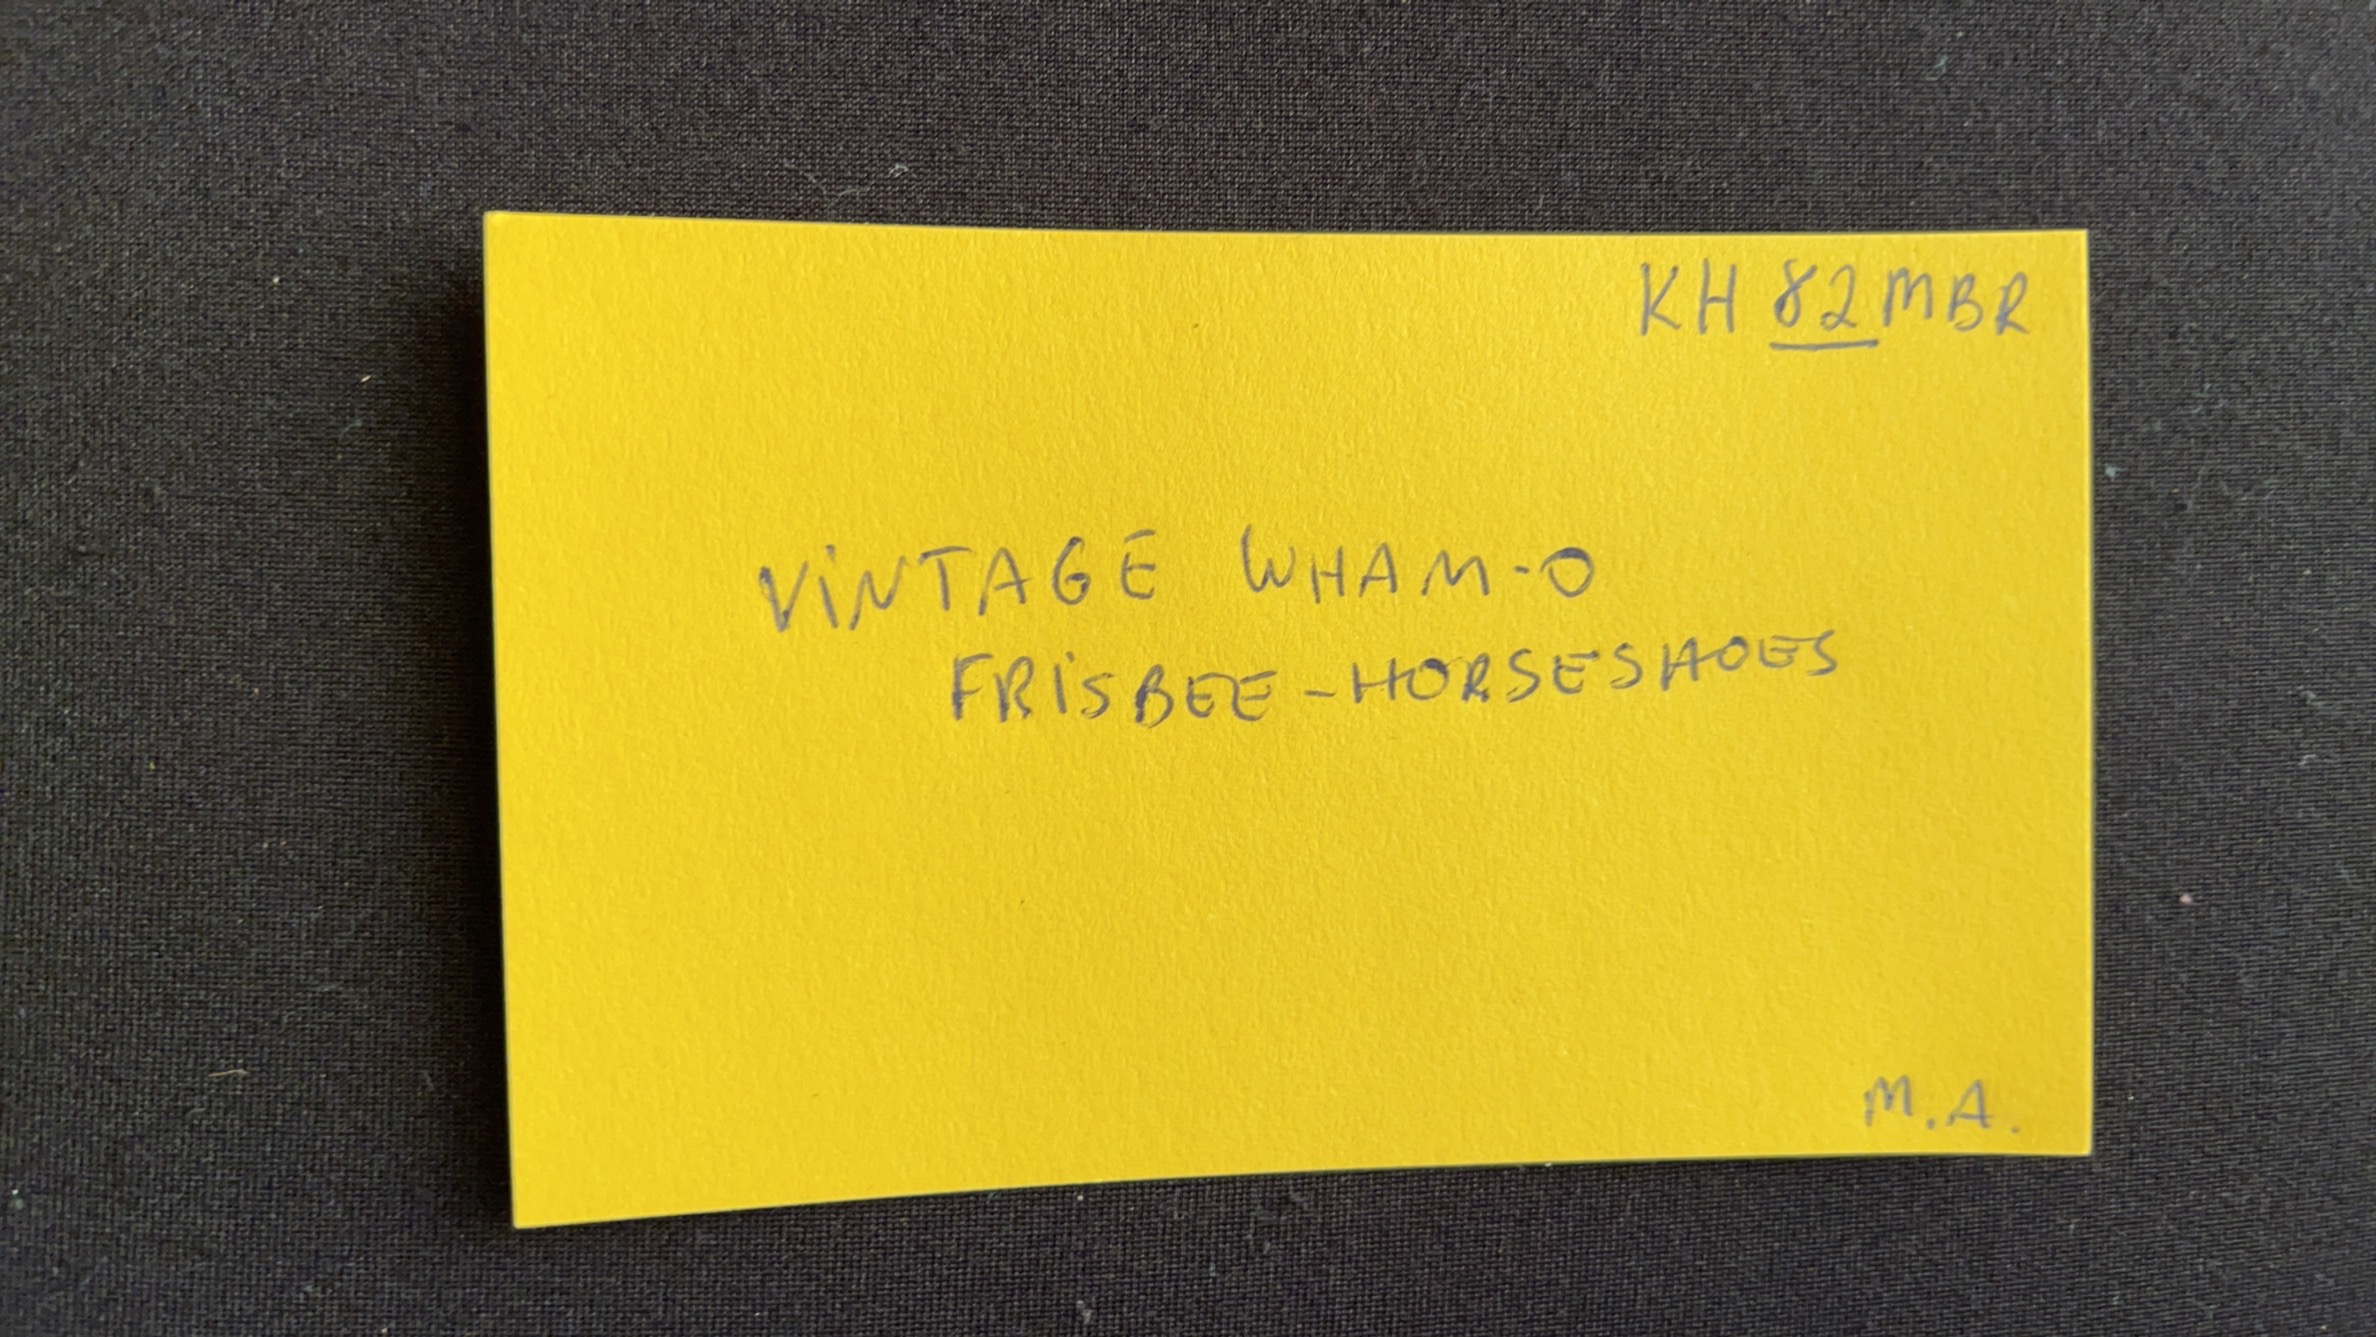 KH 82 MBR
ViNTAGE WHAM-O
FRiSBEE-HORSESHOES
M.A.